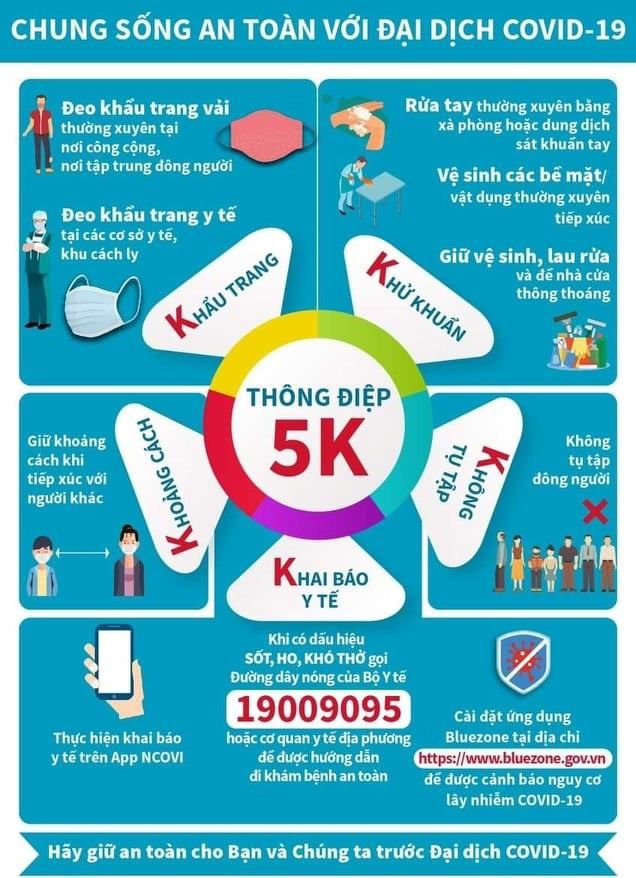 CHUNG SỐNG AN TOÀN VỚI ĐẠI DỊCH COVID-19
Đeo khẩu trang vải
thường xuyên tại
nơi công cộng,
nơi tập trung đông người
Đeo khẩu trang y tế
tại các cơ sở y tế,
khu cách ly
KHẨU TRANG
Rửa tay thường xuyên bằng
xà phòng hoặc dung dịch
sát khuẩn tay
Vệ sinh các bề mặt/
vật dụng thường xuyên
tiếp xúc
Giữ vệ sinh, lau rửa
và để nhà cửa
thông thoáng
KHỬ KHUẨN
THÔNG ĐIỆP
5K
Giữ khoảng
cách khi
tiếp xúc với
người khác
KHOẢNG CÁCH
KHÔNG
TỤ TẬP
Không
tụ tập
đông người
KHAI BÁO
Y TẾ
Thực hiện khai báo
y tế trên App NCOVI
Khi có dấu hiệu
SỐT, HO, KHÓ THỞ gọi
Đường dây nóng của Bộ Y tế
19009095
hoặc cơ quan y tế địa phương
để được hướng dẫn
đi khám bệnh an toàn
Cài đặt ứng dụng
Bluezone tại địa chỉ
https://www.bluezone.gov.vn
để được cảnh báo nguy cơ
lây nhiễm COVID-19
Hãy giữ an toàn cho Bạn và Chúng ta trước Đại dịch COVID-19